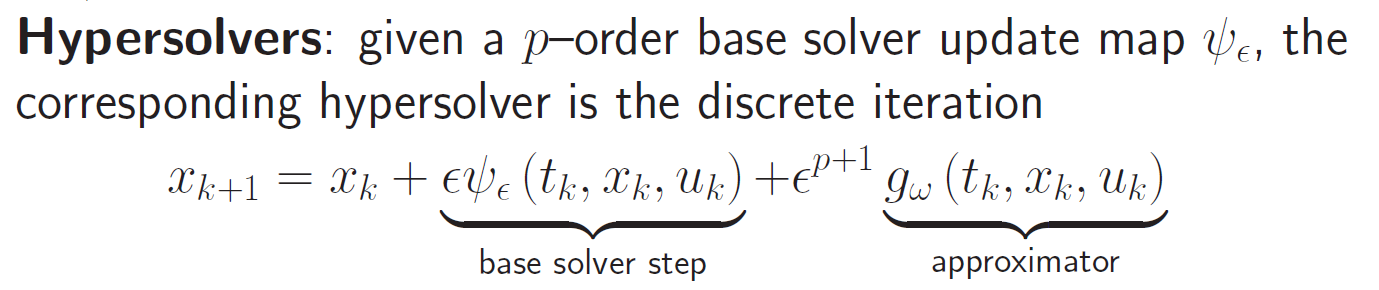 Hypersolvers: given a p–order base solver update map ψ_ϵ, the
corresponding hypersolver is the discrete iteration
x_{k+1} = x_k + ϵψ_ϵ (t_k, x_k, u_k) + ϵ^{p+1} g_ω (t_k, x_k, u_k)
base solver step approximator